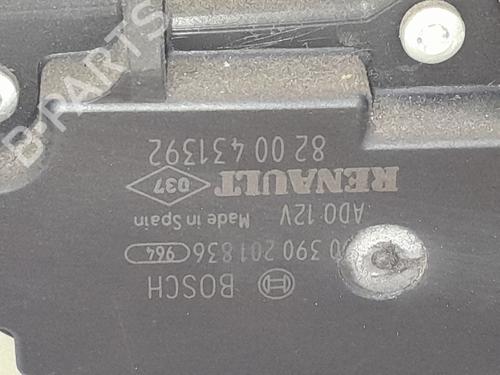 BOSCH
0 390 201 836 964
ADO 12V Made in Spain
RENAULT 037
82 00 431392
B-PARTS